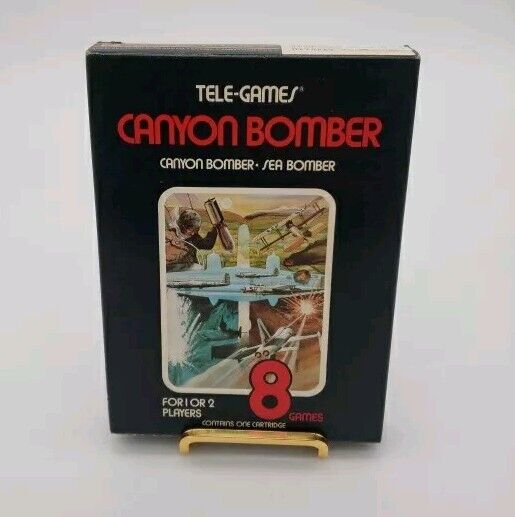 TELE-GAMES®
CANYON BOMBER
CANYON BOMBER • SEA BOMBER
FOR 1 OR 2
PLAYERS
8
GAMES
CONTAINS ONE CARTRIDGE